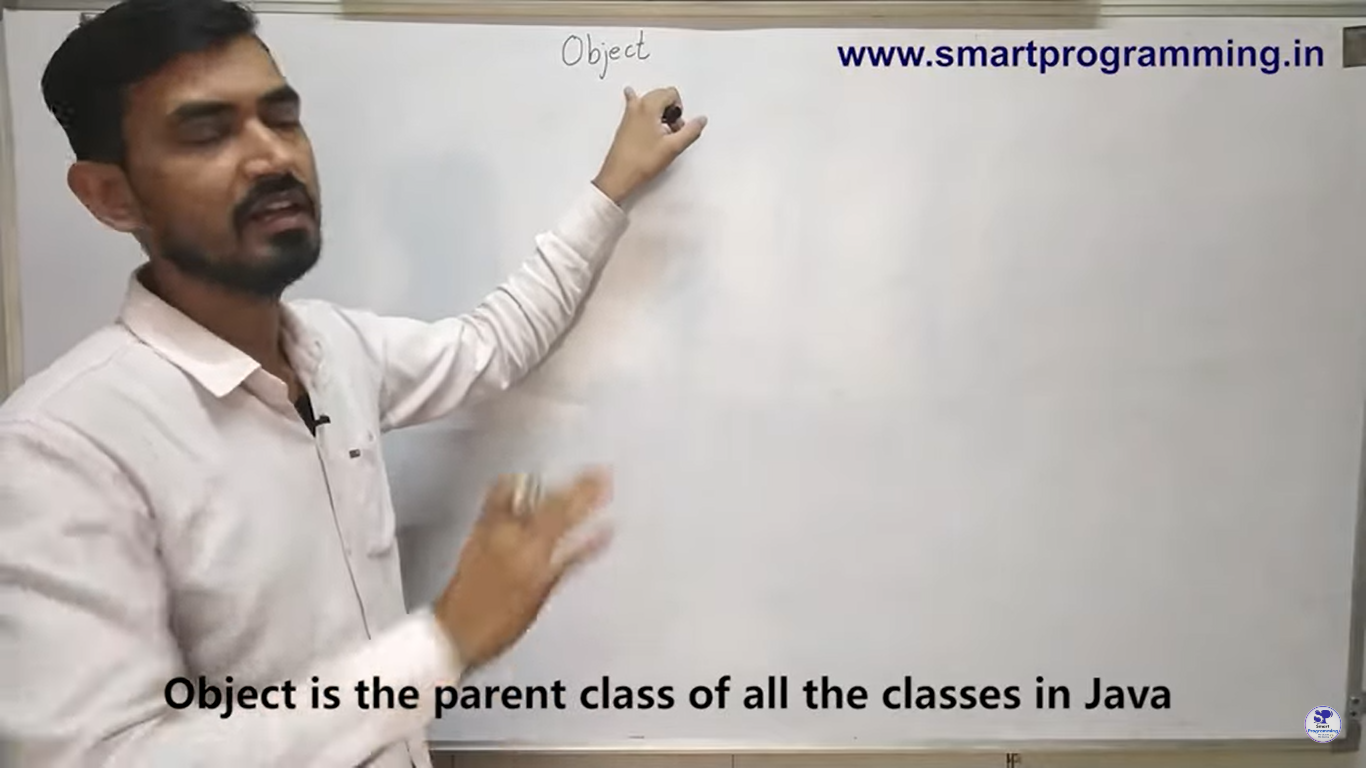 Object
www.smartprogramming.in
Object is the parent class of all the classes in Java
SP
Smart
Programming